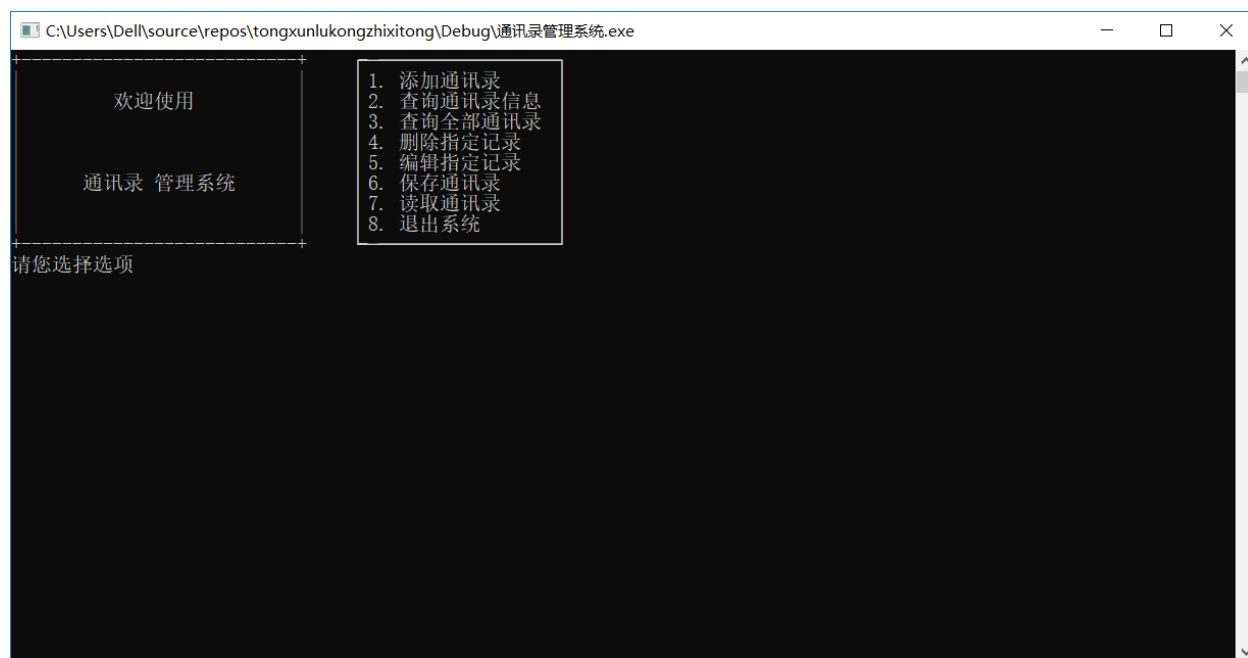 C:\Users\Dell\source\repos\tongxunlukongzhixitong\Debug\通讯录管理系统.exe
+---------------------------+
欢迎使用
通讯录 管理系统
+---------------------------+
1. 添加通讯录
2. 查询通讯录信息
3. 查询全部通讯录
4. 删除指定记录
5. 编辑指定记录
6. 保存通讯录
7. 读取通讯录
8. 退出系统
请您选择选项